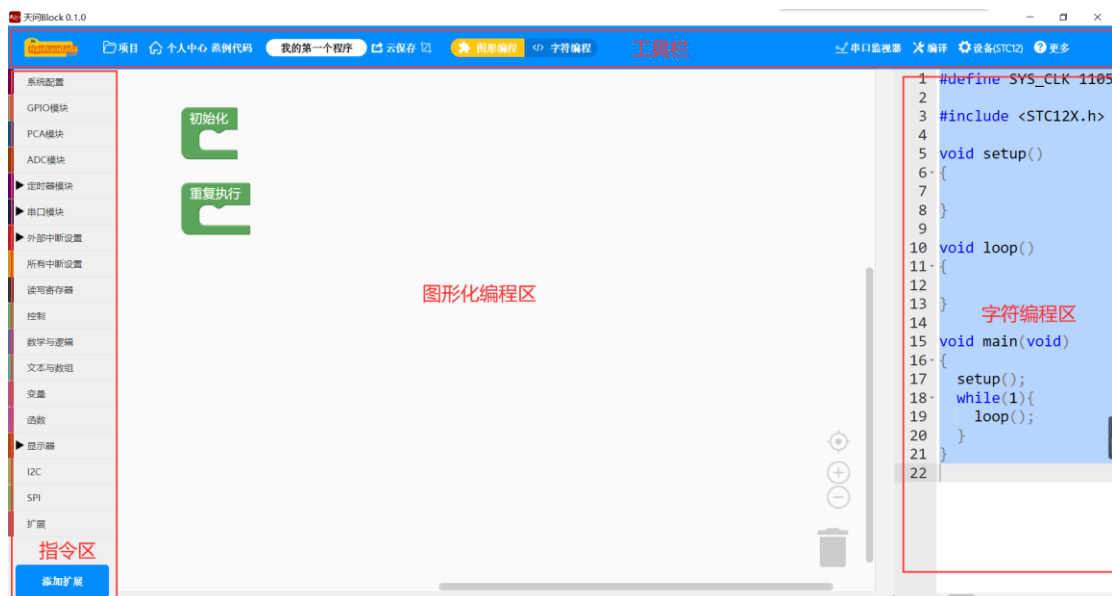 天问Block 0.1.0
haohaodada 项目 个人中心 范例代码 我的第一个程序 云保存 图形编程 </> 字符编程 工具栏 串口监视器 编译 设备(STC12) 更多
系统配置
GPIO模块
PCA模块
ADC模块
定时器模块
串口模块
外部中断设置
所有中断设置
读写寄存器
控制
数学与逻辑
文本与数组
变量
函数
显示器
I2C
SPI
扩展
指令区
添加扩展
初始化
重复执行
图形化编程区
1 #define SYS_CLK 1105
2
3 #include <STC12X.h>
4
5 void setup()
6 {
7
8 }
9
10 void loop()
11 {
12
13 }
字符编程区
14
15 void main(void)
16 {
17 setup();
18 while(1){
19 loop();
20 }
21 }
22